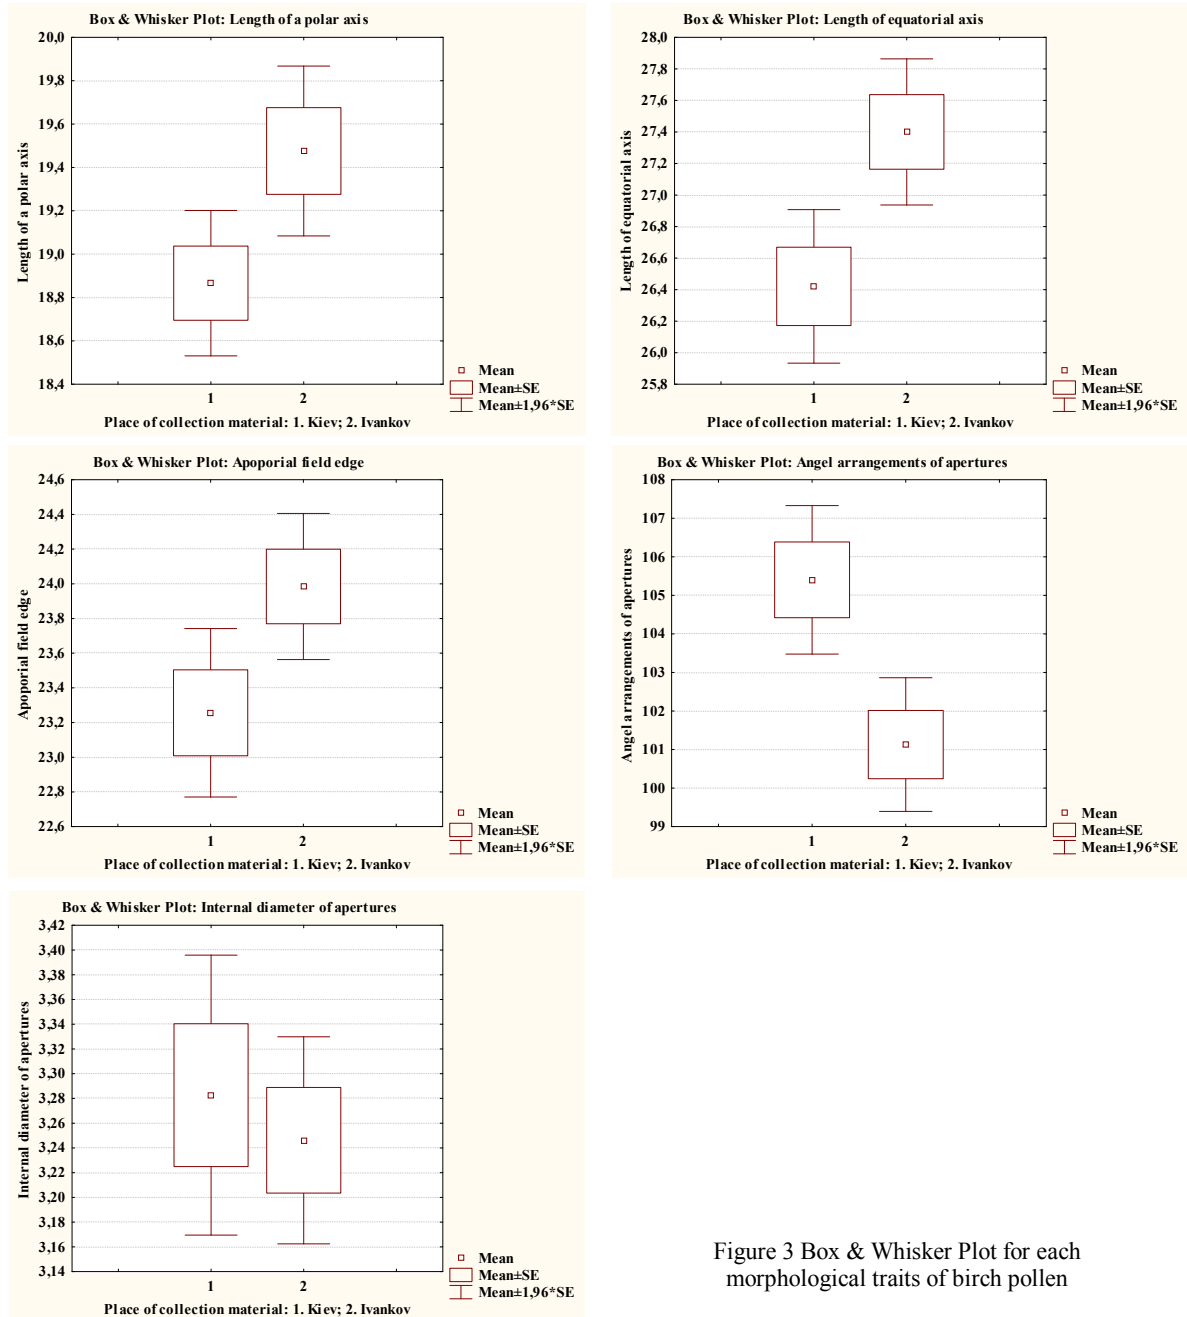 Box & Whisker Plot: Length of a polar axis
20,0
19,8
19,6
19,4
19,2
19,0
18,8
18,6
18,4
Length of a polar axis
1
2
Place of collection material: 1. Kiev; 2. Ivankov
Mean
Mean±SE
Mean±1,96*SE
Box & Whisker Plot: Length of equatorial axis
28,0
27,8
27,6
27,4
27,2
27,0
26,8
26,6
26,4
26,2
26,0
25,8
Length of equatorial axis
1
2
Place of collection material: 1. Kiev; 2. Ivankov
Mean
Mean±SE
Mean±1,96*SE
Box & Whisker Plot: Apoporial field edge
24,6
24,4
24,2
24,0
23,8
23,6
23,4
23,2
23,0
22,8
22,6
Apoporial field edge
1
2
Place of collection material: 1. Kiev; 2. Ivankov
Mean
Mean±SE
Mean±1,96*SE
Box & Whisker Plot: Angel arrangements of apertures
108
107
106
105
104
103
102
101
100
99
Angel arrangements of apertures
1
2
Place of collection material: 1. Kiev; 2. Ivankov
Mean
Mean±SE
Mean±1,96*SE
Box & Whisker Plot: Internal diameter of apertures
3,42
3,40
3,38
3,36
3,34
3,32
3,30
3,28
3,26
3,24
3,22
3,20
3,18
3,16
3,14
Internal diameter of apertures
1
2
Place of collection material: 1. Kiev; 2. Ivankov
Mean
Mean±SE
Mean±1,96*SE
Figure 3 Box & Whisker Plot for each
morphological traits of birch pollen